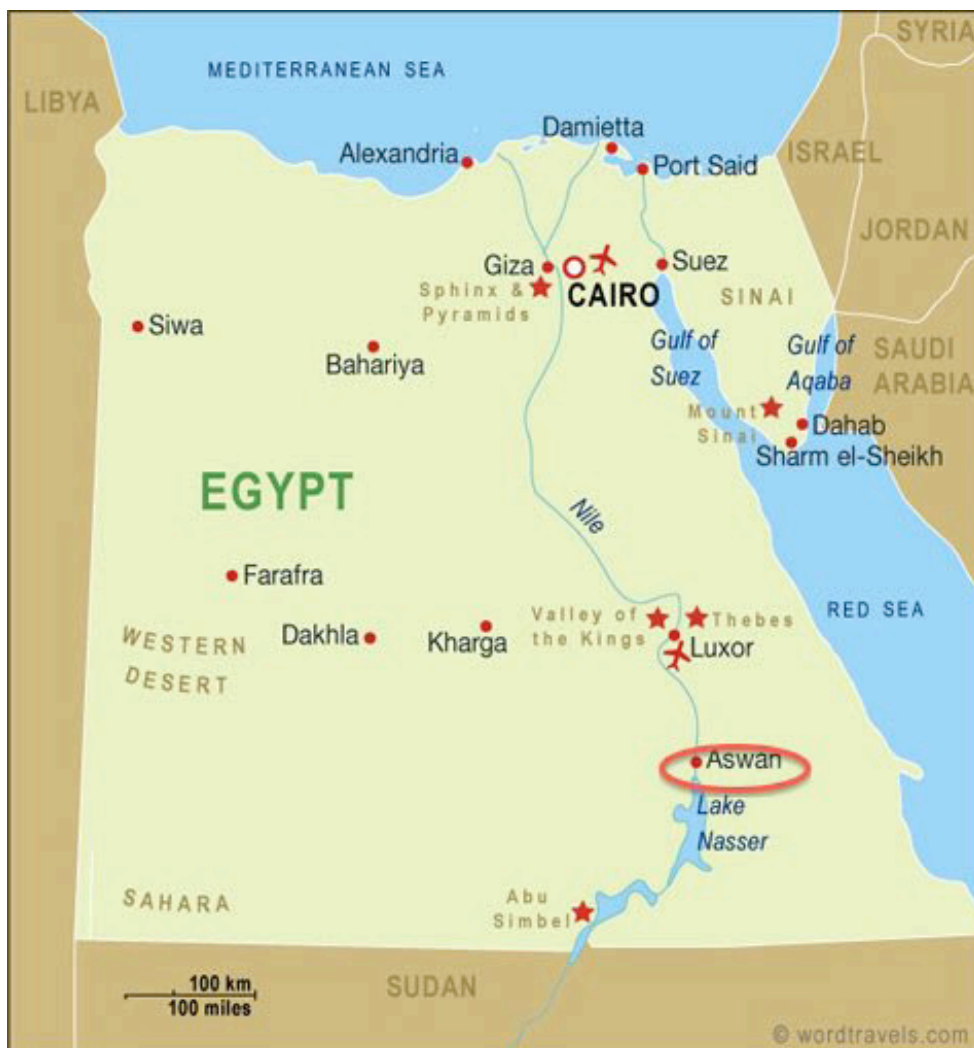 SYRIA
MEDITERRANEAN SEA
LIBYA
Damietta
Alexandria
Port Said
ISRAEL
JORDAN
Giza
Suez
CAIRO
Sphinx &
Pyramids
SINAI
Siwa
Bahariya
Gulf of
Suez
Gulf of
Aqaba
SAUDI
ARABIA
Mount
Sinai
Dahab
Sharm el-Sheikh
EGYPT
Nile
Farafra
RED SEA
Valley of
the Kings
Thebes
Luxor
WESTERN
DESERT
Dakhla
Kharga
Aswan
Lake
Nasser
SAHARA
Abu
Simbel
SUDAN
100 km
100 miles
© wordtravels.com